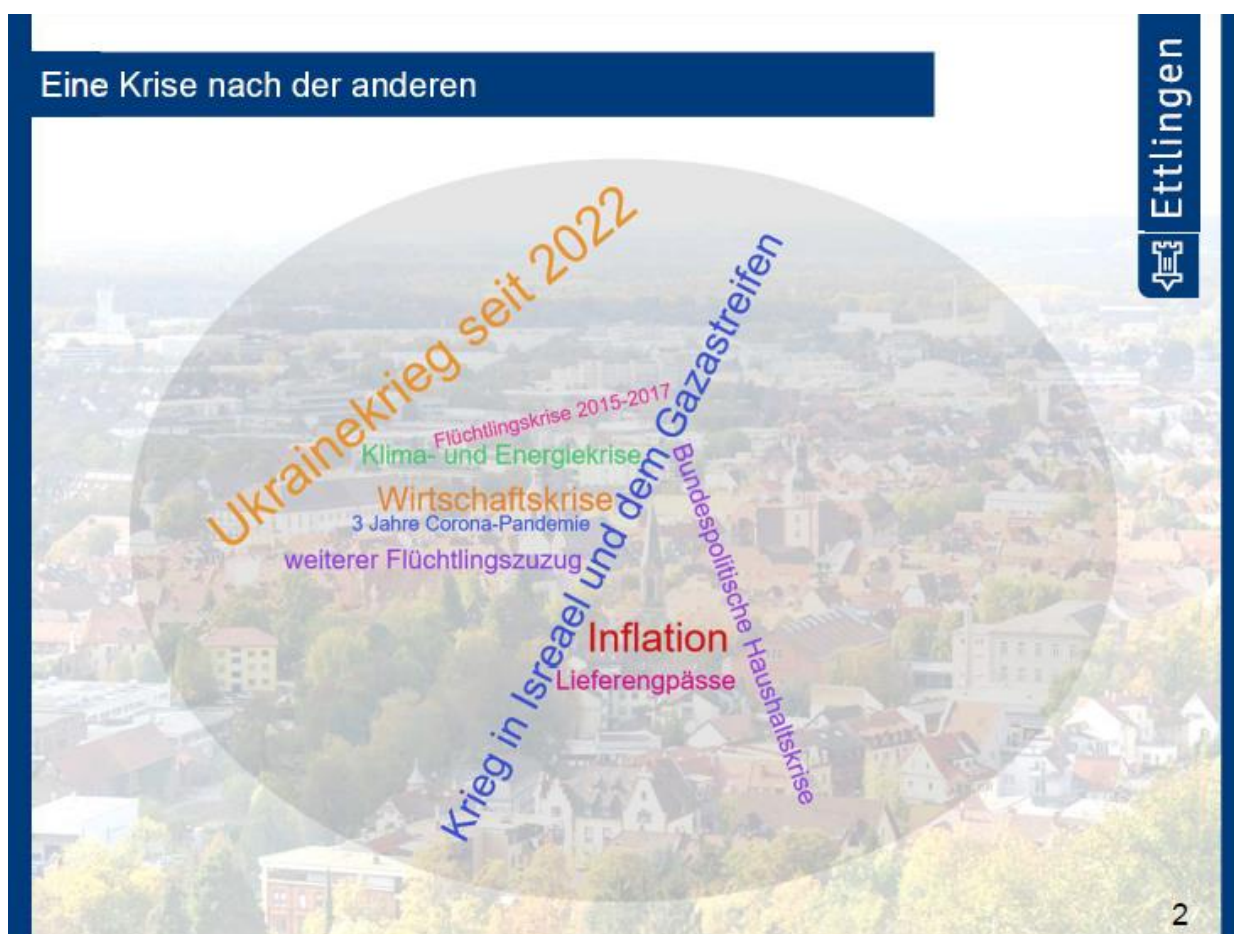 Eine Krise nach der anderen
Ettlingen
Ukrainekrieg seit 2022
Krieg in Isreael und dem Gazastreifen
Flüchtlingskrise 2015-2017
Klima- und Energiekrise
Bundespolitische Haushaltskrise
Wirtschaftskrise
3 Jahre Corona-Pandemie
weiterer Flüchtlingszuzug
Inflation
Lieferengpässe
2